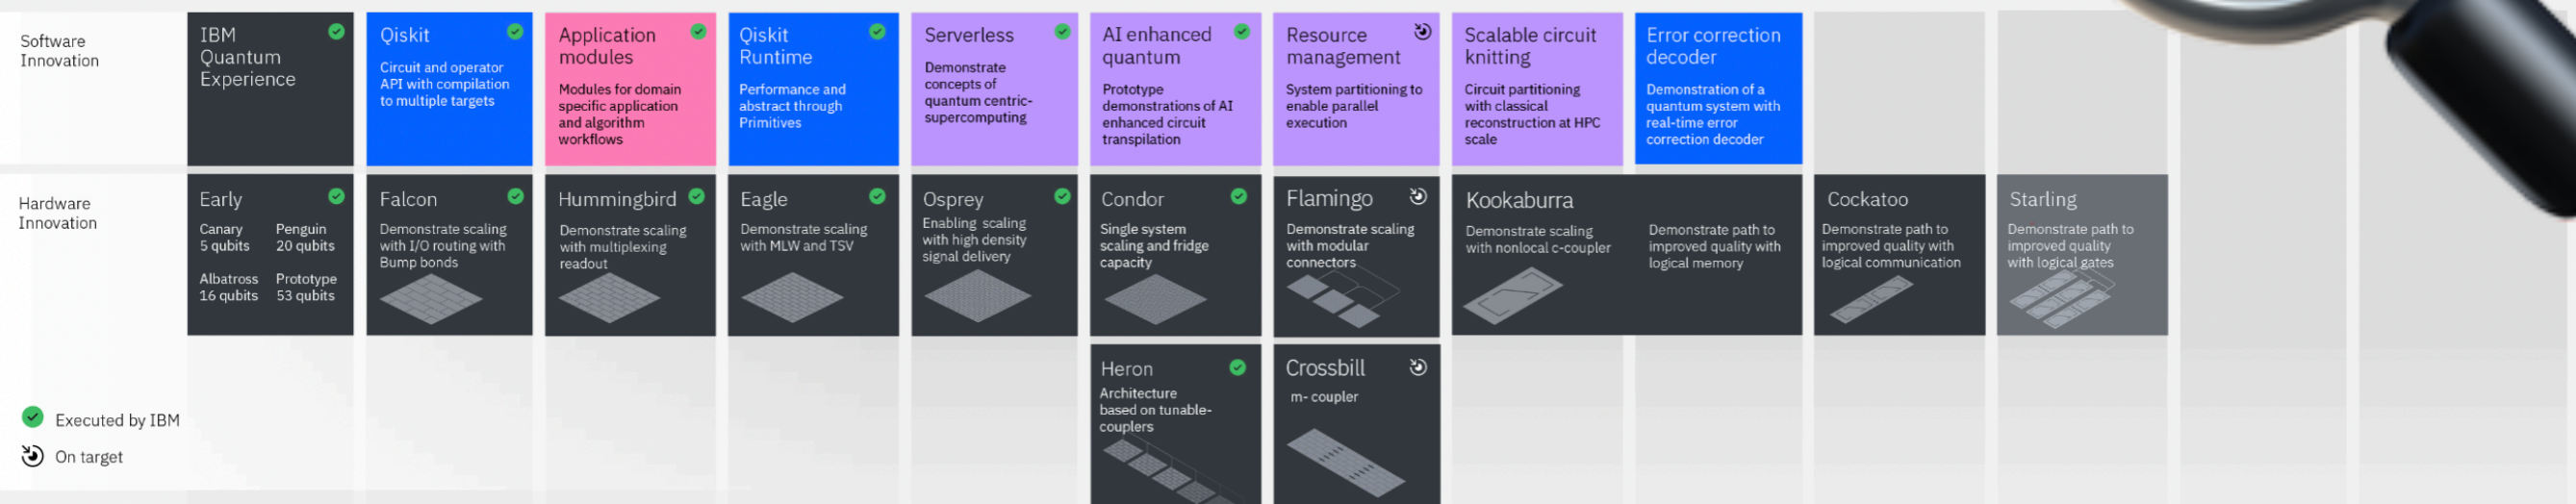 Software
Innovation
IBM
Quantum
Experience
Qiskit
Circuit and operator
API with compilation
to multiple targets
Application
modules
Modules for domain
specific application
and algorithm
workflows
Qiskit
Runtime
Performance and
abstract through
Primitives
Serverless
Demonstrate
concepts of
quantum centric-
supercomputing
AI enhanced
quantum
Prototype
demonstrations of AI
enhanced circuit
transpilation
Resource
management
System partitioning to
enable parallel
execution
Scalable circuit
knitting
Circuit partitioning
with classical
reconstruction at HPC
scale
Error correction
decoder
Demonstration of a
quantum system with
real-time error
correction decoder
Hardware
Innovation
Early
Canary
5 qubits
Penguin
20 qubits
Albatross
16 qubits
Prototype
53 qubits
Falcon
Demonstrate scaling
with I/O routing with
Bump bonds
Hummingbird
Demonstrate scaling
with multiplexing
readout
Eagle
Demonstrate scaling
with MLW and TSV
Osprey
Enabling scaling
with high density
signal delivery
Condor
Single system
scaling and fridge
capacity
Flamingo
Demonstrate scaling
with modular
connectors
Kookaburra
Demonstrate scaling
with nonlocal c-coupler
Demonstrate path to
improved quality with
logical memory
Cockatoo
Demonstrate path to
improved quality with
logical communication
Starling
Demonstrate path to
improved quality
with logical gates
Heron
Architecture
based on tunable-
couplers
Crossbill
m- coupler
Executed by IBM
On target